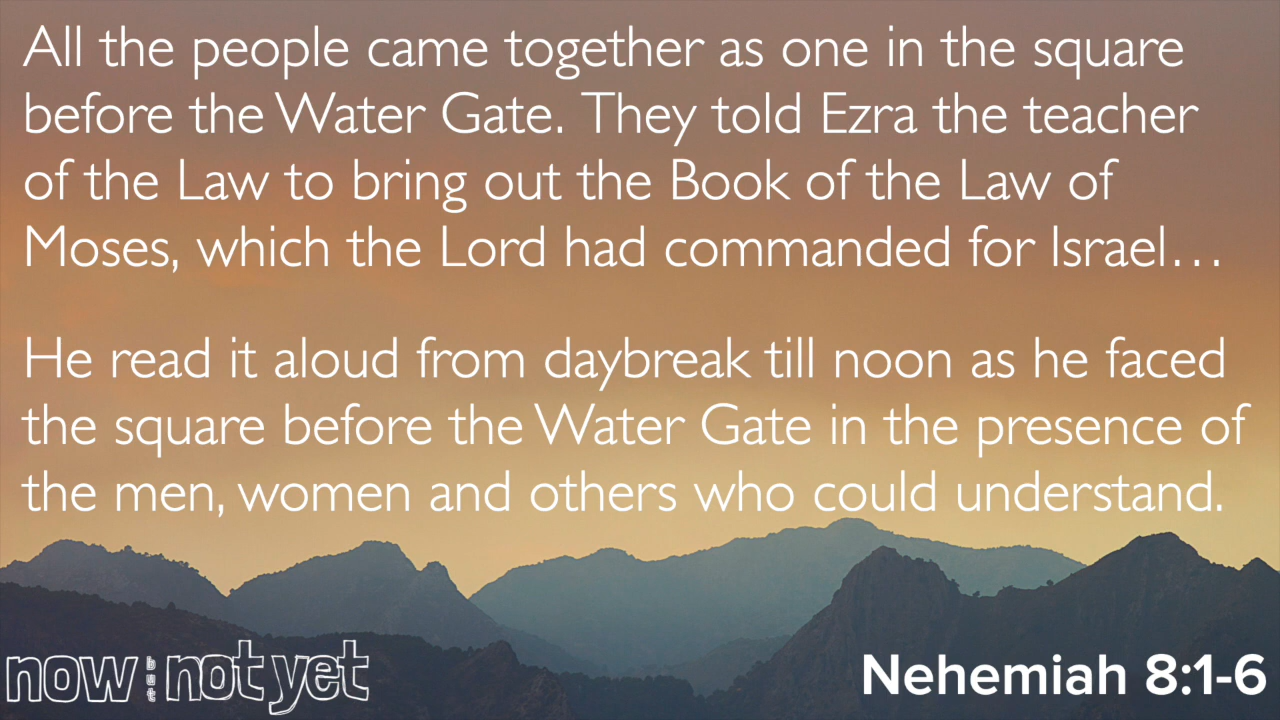 All the people came together as one in the square
before the Water Gate. They told Ezra the teacher
of the Law to bring out the Book of the Law of
Moses, which the Lord had commanded for Israel…
He read it aloud from daybreak till noon as he faced
the square before the Water Gate in the presence of
the men, women and others who could understand.
now but not yet
Nehemiah 8:1-6